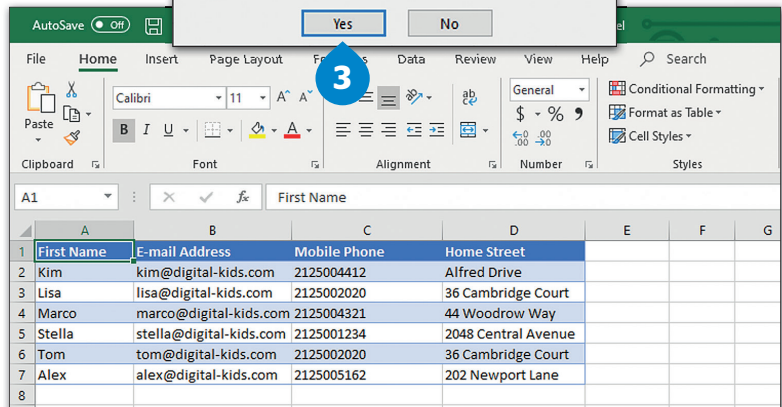 Yes No
AutoSave Off el
File Home Insert Page Layout F s Data Review View Help Search
3
Paste
Calibri 11 A^ A˅ ab General Conditional Formatting
B I U A $ % 9 Format as Table
.00 .00 Cell Styles
Clipboard Font Alignment Number Styles
A1 fx First Name
A B C D E F G
1 First Name E-mail Address Mobile Phone Home Street
2 Kim kim@digital-kids.com 2125004412 Alfred Drive
3 Lisa lisa@digital-kids.com 2125002020 36 Cambridge Court
4 Marco marco@digital-kids.com 2125004321 44 Woodrow Way
5 Stella stella@digital-kids.com 2125001234 2048 Central Avenue
6 Tom tom@digital-kids.com 2125002020 36 Cambridge Court
7 Alex alex@digital-kids.com 2125005162 202 Newport Lane
8